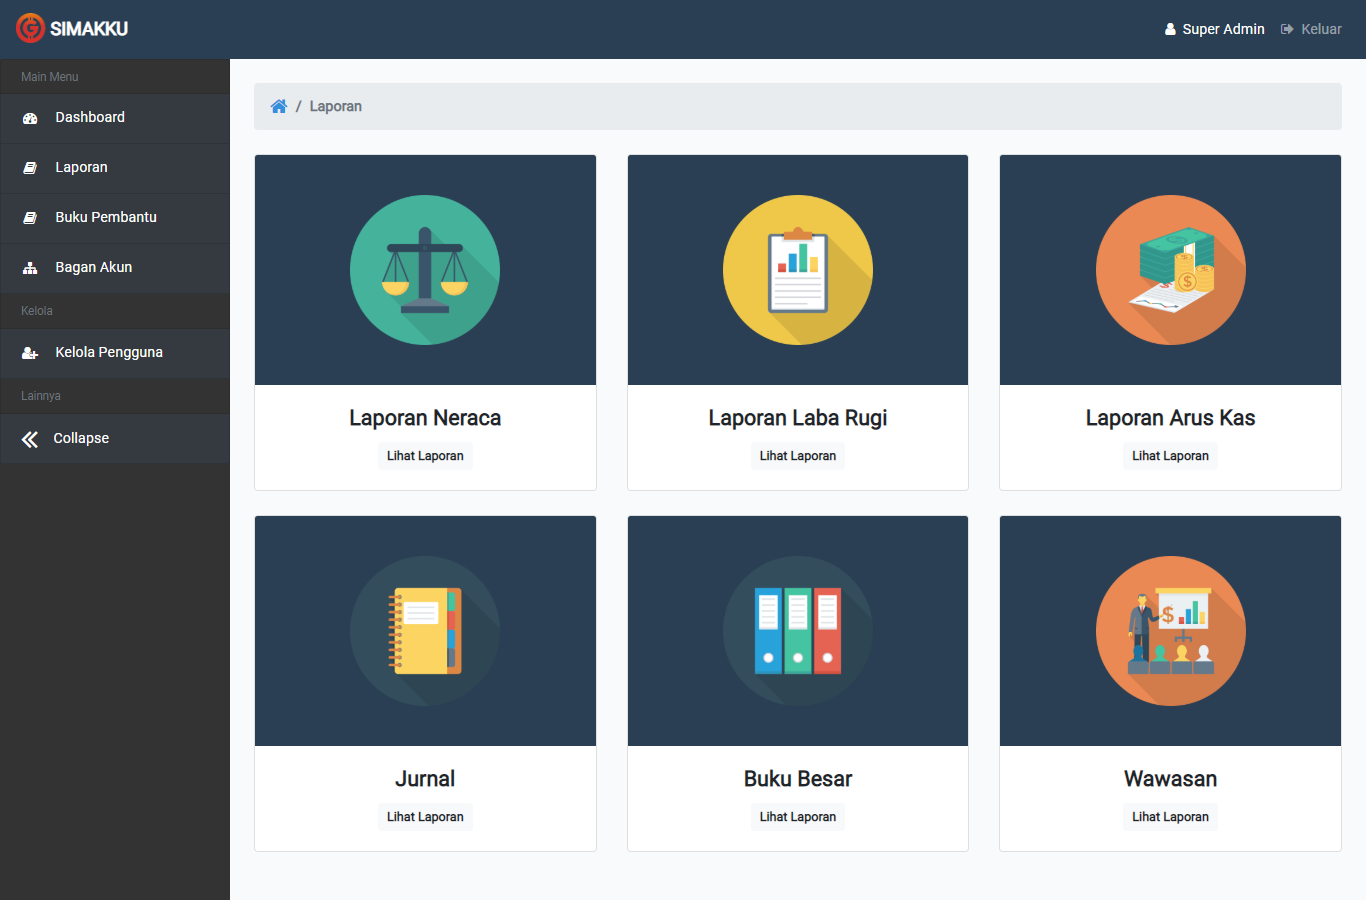 SIMAKKU
Super Admin
Keluar
Main Menu
Dashboard
Laporan
Buku Pembantu
Bagan Akun
Kelola
Kelola Pengguna
Lainnya
Collapse
/ Laporan
Laporan Neraca
Lihat Laporan
Laporan Laba Rugi
Lihat Laporan
Laporan Arus Kas
Lihat Laporan
Jurnal
Lihat Laporan
Buku Besar
Lihat Laporan
Wawasan
Lihat Laporan